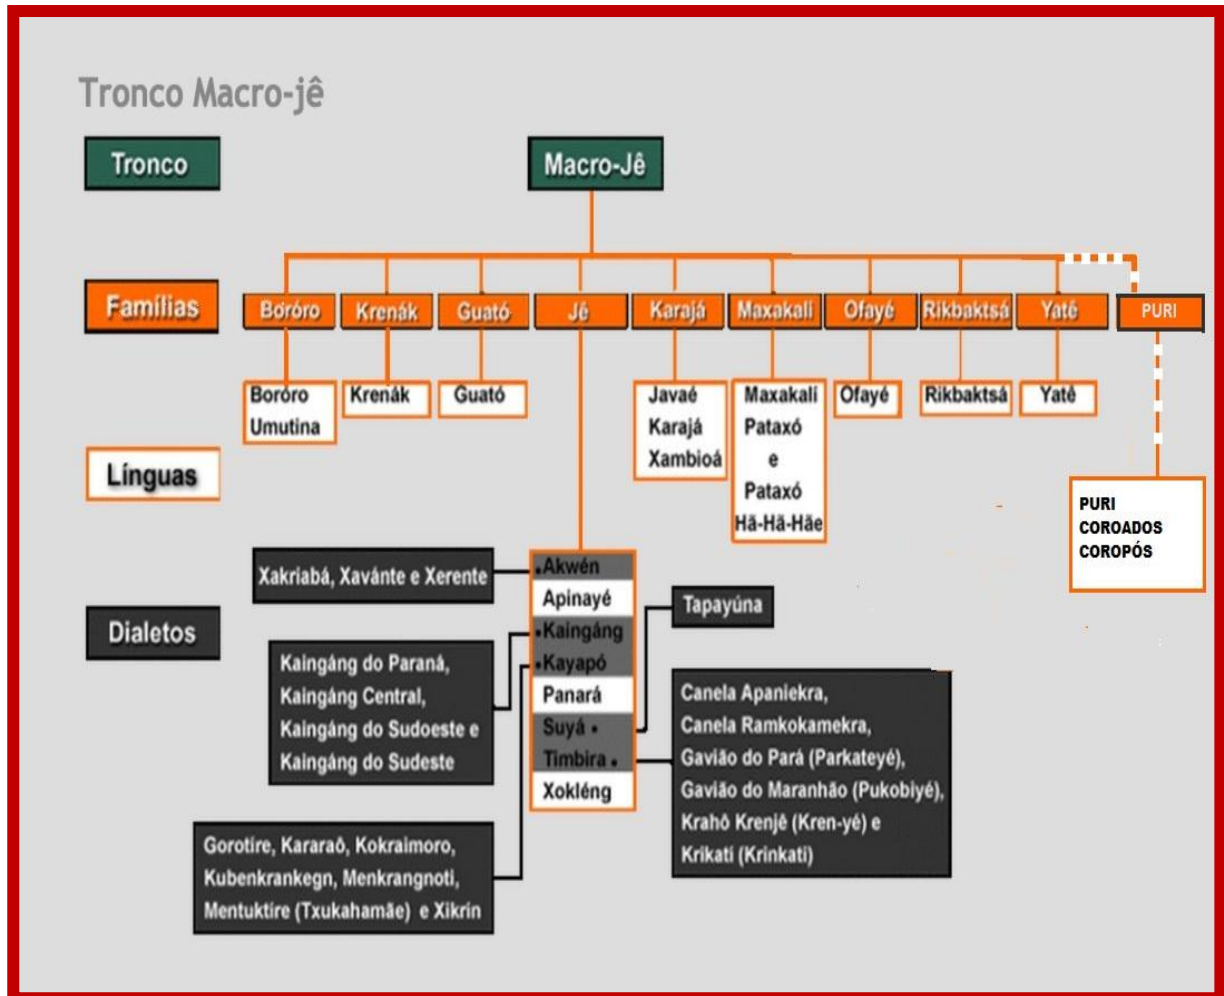 Tronco Macro-jê
Tronco
Macro-Jê
Famílias
Boróro
Krenák
Guató
Jê
Karajá
Maxakali
Ofayé
Rikbaktsá
Yatê
PURI
Línguas
Boróro
Umutina
Krenák
Guató
Javaé
Karajá
Xambioá
Maxakali
Pataxó
e
Pataxó
Hã-Hã-Hãe
Ofayé
Rikbaktsá
Yatê
PURI
COROADOS
COROPÓS
Dialetos
Xakriabá, Xavánte e Xerente
Kaingáng do Paraná,
Kaingáng Central,
Kaingáng do Sudoeste e
Kaingáng do Sudeste
Gorotire, Kararaô, Kokraimoro,
Kubenkrankegn, Menkrangnoti,
Mentuktire (Txukahamãe) e Xikrin
Akwén
Apinayé
Kaingáng
Kayapó
Panará
Suyá
Timbira
Xokléng
Tapayúna
Canela Apaniekra,
Canela Ramkokamekra,
Gavião do Pará (Parkateyé),
Gavião do Maranhão (Pukobiyé),
Krahô Krenjê (Kren-yé) e
Krikati (Krinkati)